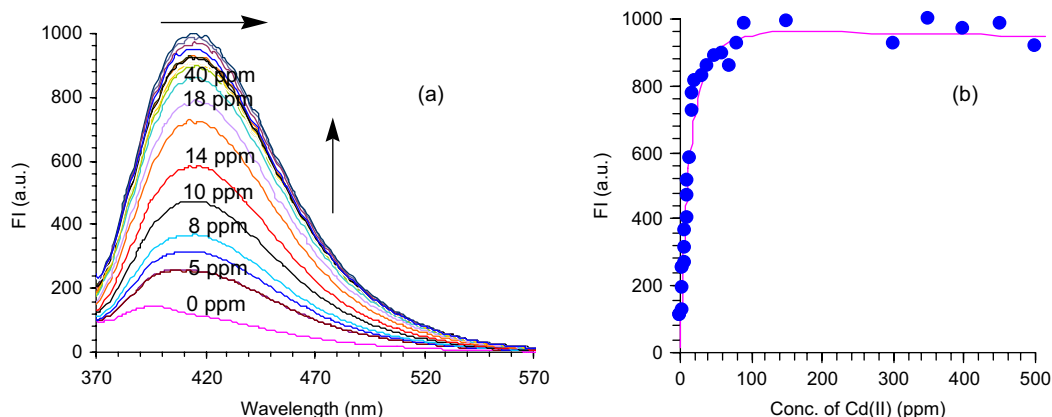 1000
800
600
400
200
0
FI (a.u.)
370
420
470
520
570
Wavelength (nm)
40 ppm
18 ppm
14 ppm
10 ppm
8 ppm
5 ppm
0 ppm
(a)
1000
800
600
400
200
0
FI (a.u.)
0
100
200
300
400
500
Conc. of Cd(II) (ppm)
(b)